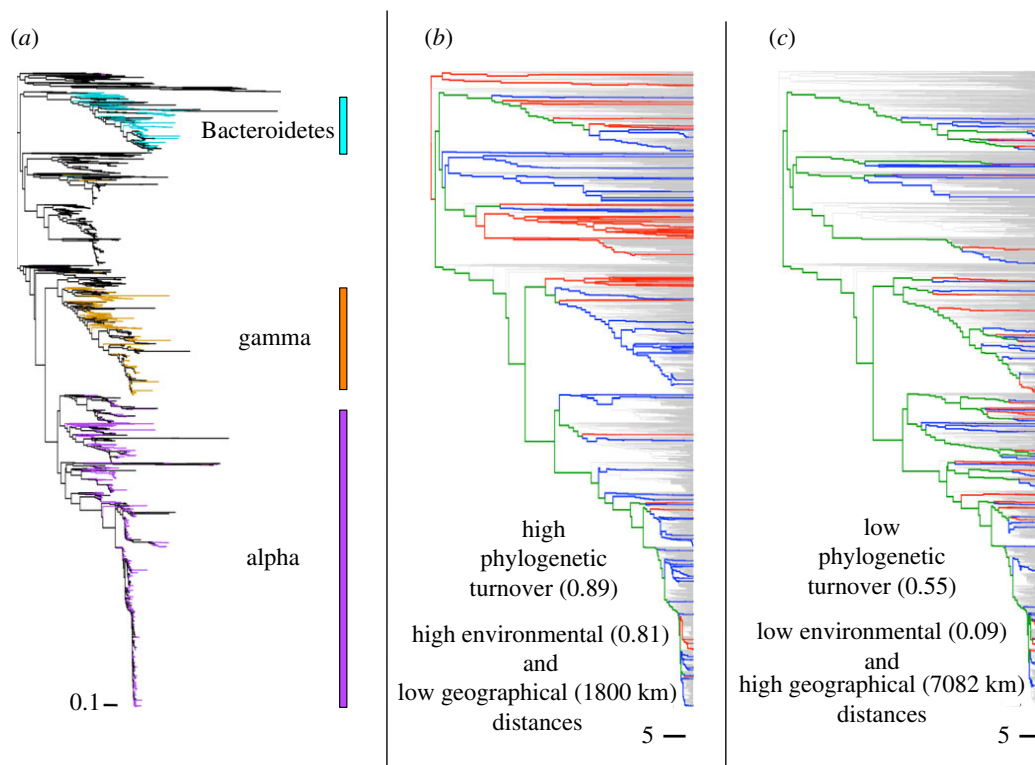 (a)
Bacteroidetes
gamma
alpha
0.1
(b)
high
phylogenetic
turnover (0.89)
high environmental (0.81)
and
low geographical (1800 km)
distances
5
(c)
low
phylogenetic
turnover (0.55)
low environmental (0.09)
and
high geographical (7082 km)
distances
5